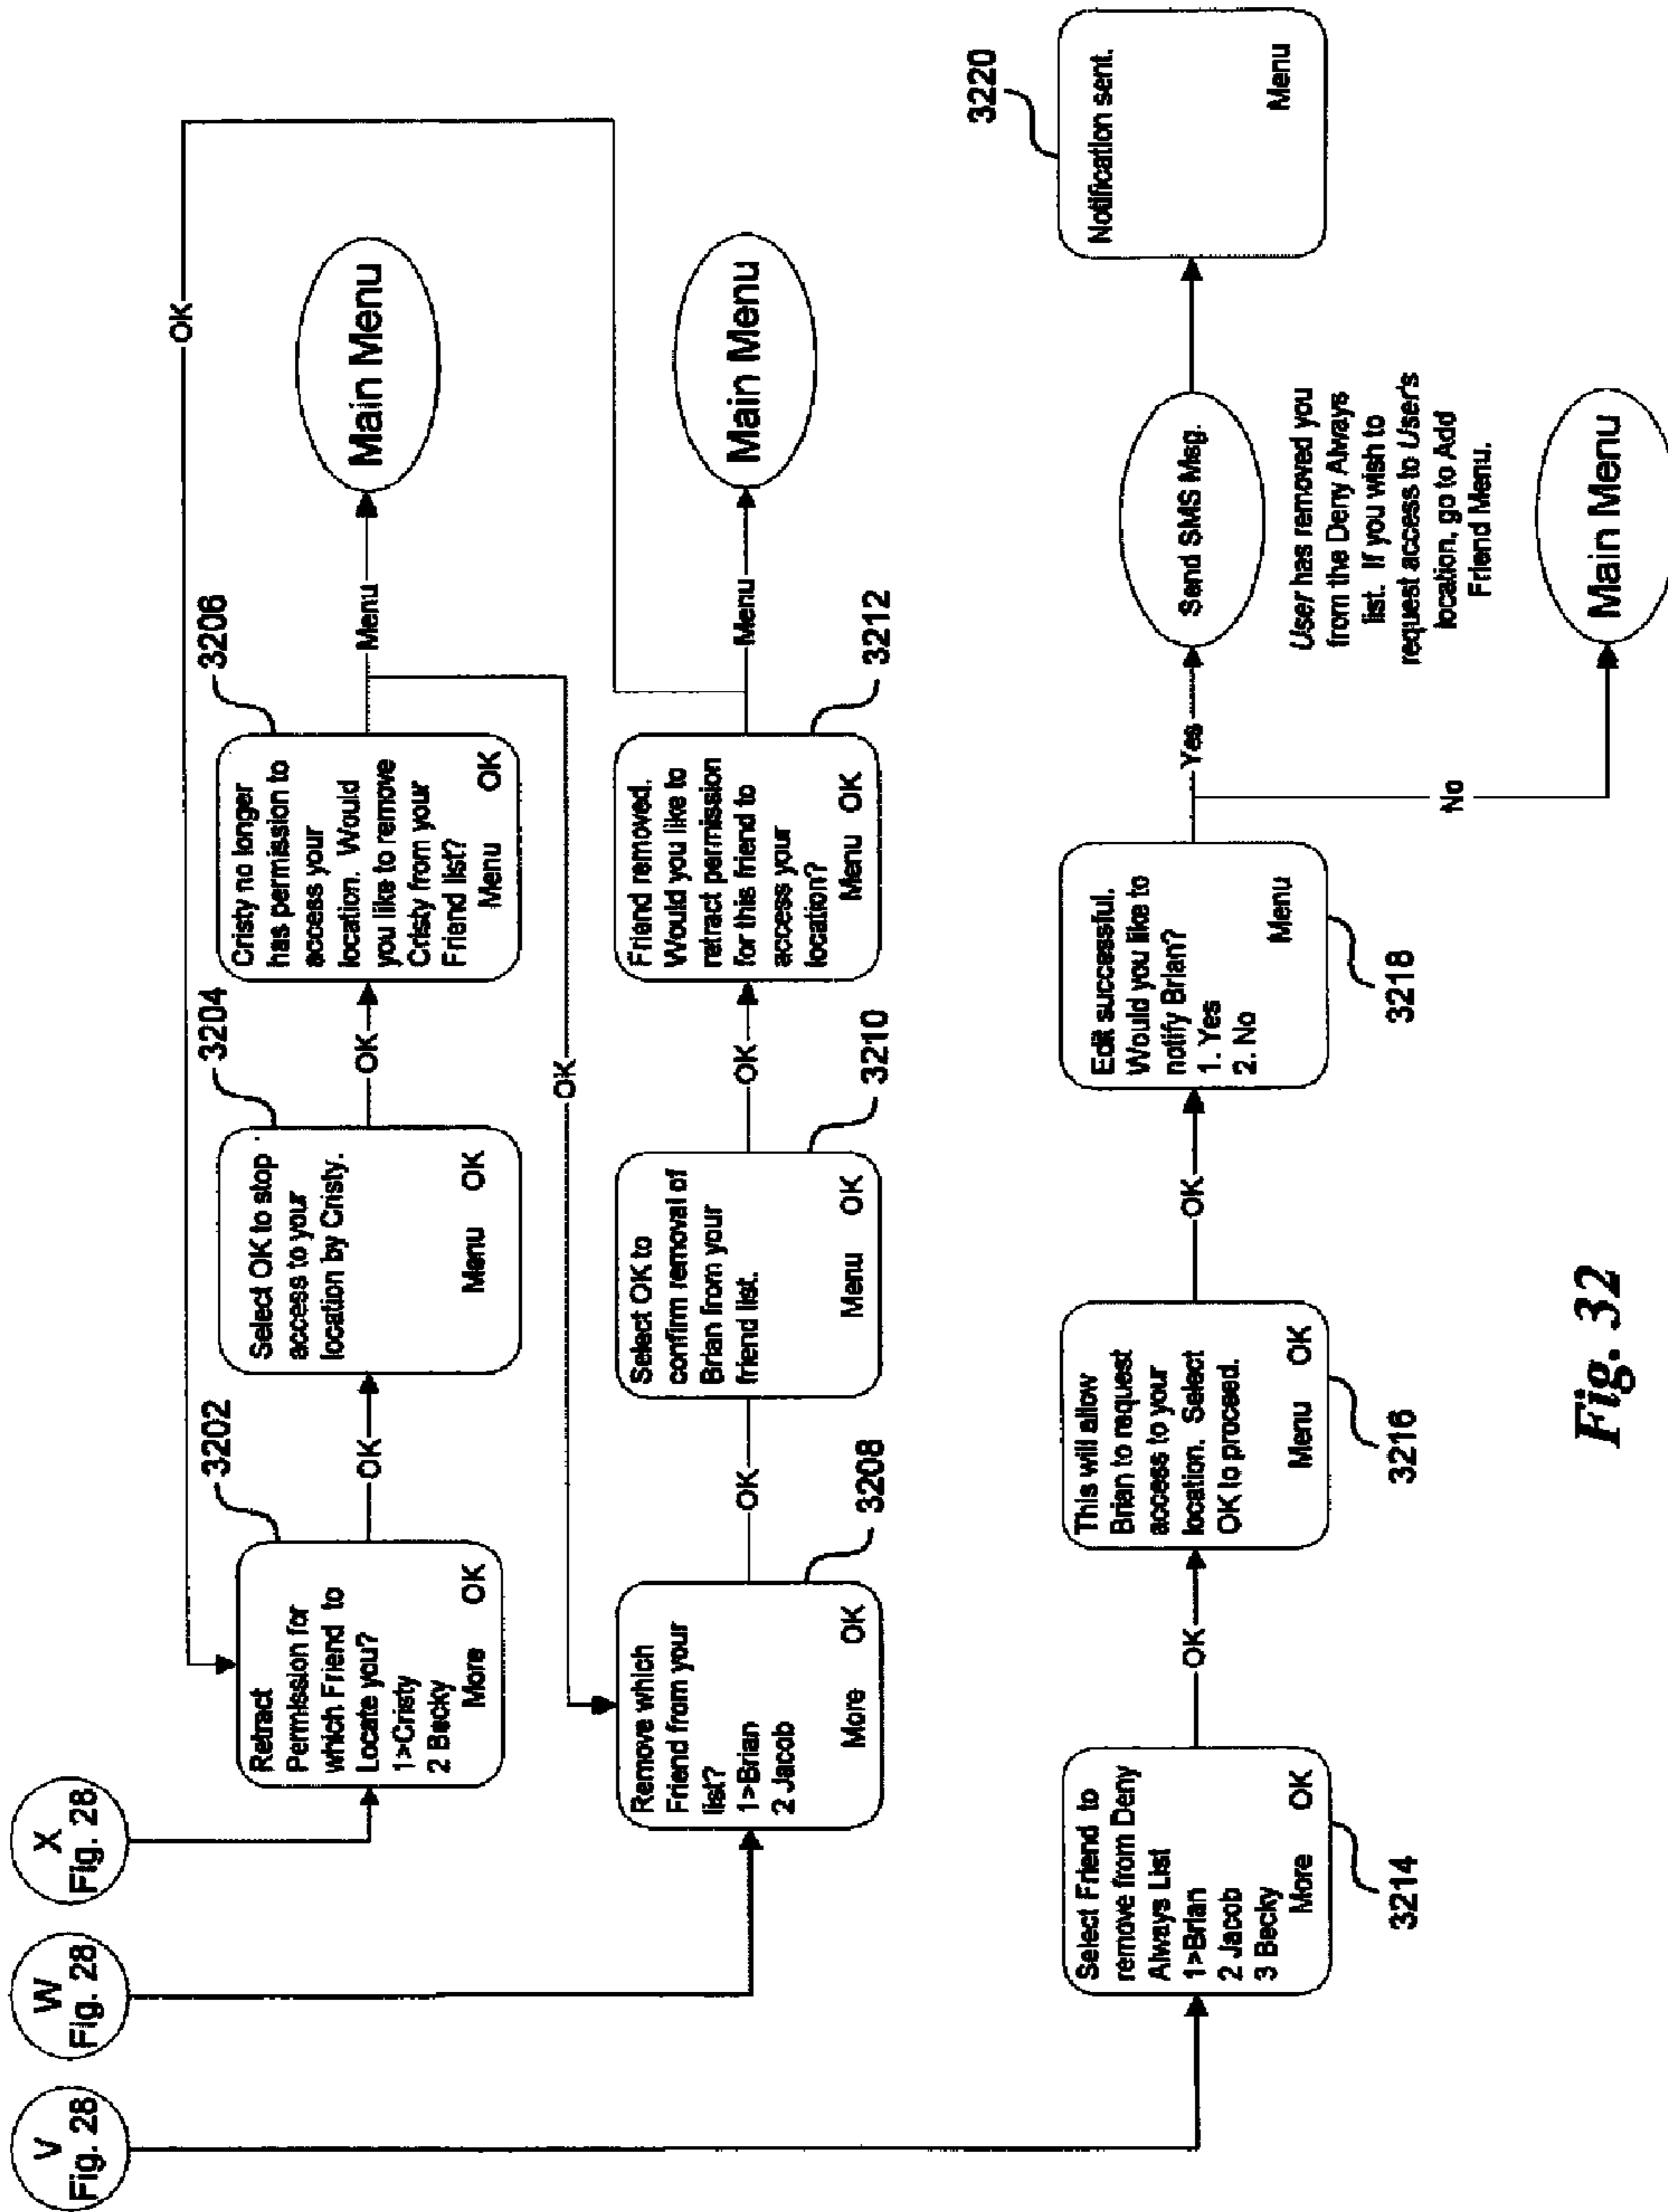 X
Fig. 28
W
Fig. 28
V
Fig. 28
OK
3202
Retract
Permission for
which Friend to
Locate you?
1>Cristy
2 Becky
More OK
OK
3204
Select OK to stop
access to your
location by Cristy.
Menu OK
OK
3206
Cristy no longer
has permission to
access your
location. Would
you like to remove
Cristy from your
Friend list?
Menu OK
Menu
Main Menu
OK
Remove which
Friend from your
list?
1>Brian
2 Jacob
More OK
3208
OK
Select OK to
confirm removal of
Brian from your
friend list.
Menu OK
3210
OK
Friend removed.
Would you like to
retract permission
for this friend to
access your
location?
Menu OK
3212
Menu
Main Menu
Select Friend to
remove from Deny
Always List
1>Brian
2 Jacob
3 Becky
More OK
3214
OK
This will allow
Brian to request
access to your
location. Select
OK to proceed.
Menu OK
3216
OK
Edit successful.
Would you like to
notify Brian?
1. Yes
2. No
Menu
3218
Yes
Send SMS Msg.
User has removed you
from the Deny Always
list. If you wish to
request access to User's
location, go to Add
Friend Menu.
3220
Notification sent.
Menu
No
Main Menu
Fig. 32